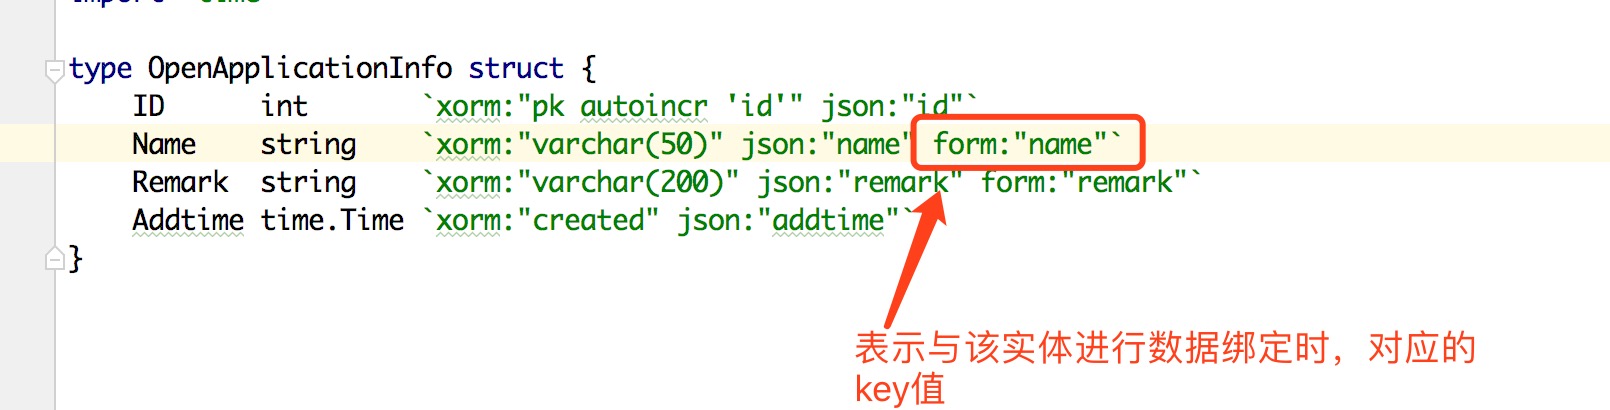 import "time"
type OpenApplicationInfo struct {
ID int `xorm:"pk autoincr 'id'" json:"id"`
Name string `xorm:"varchar(50)" json:"name" form:"name"`
Remark string `xorm:"varchar(200)" json:"remark" form:"remark"`
Addtime time.Time `xorm:"created" json:"addtime"`
}
表示与该实体进行数据绑定时，对应的
key值